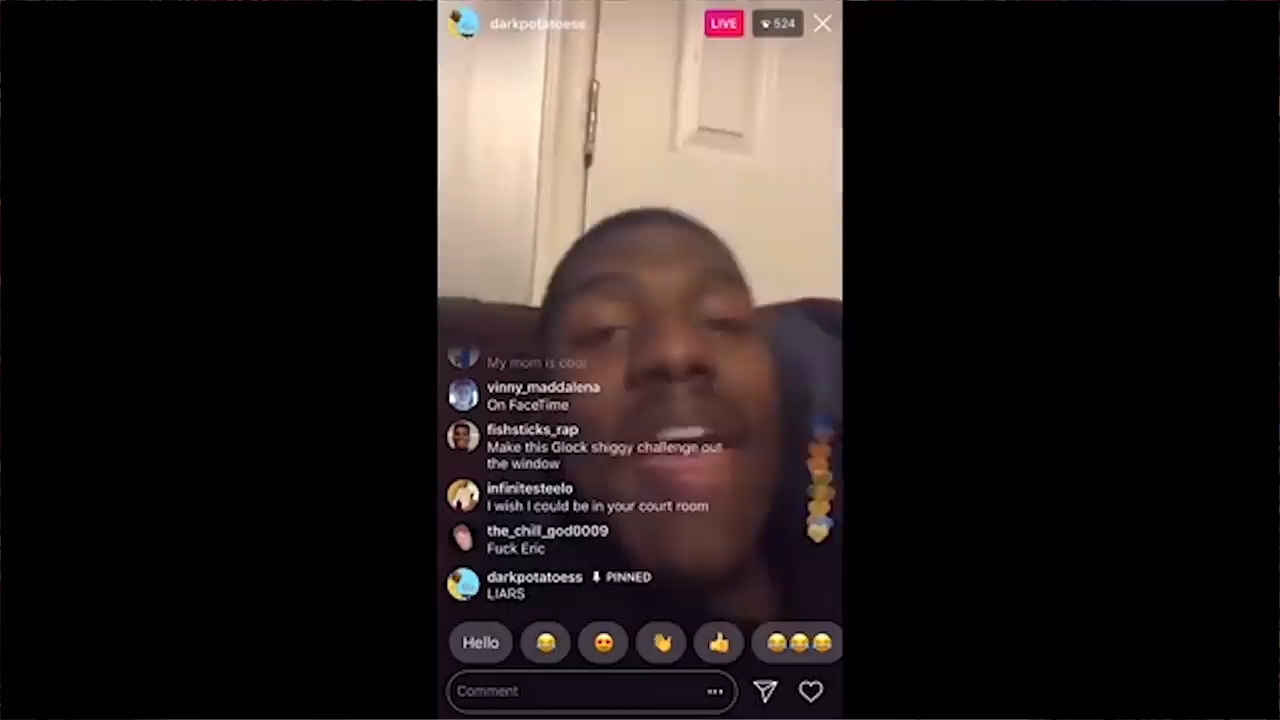 darkpotatoess
LIVE
524
My mom is cool
vinny_maddalena
On FaceTime
fishsticks_rap
Make this Glock shiggy challenge out
the window
infinitesteelo
I wish I could be in your court room
the_chill_god0009
Fuck Eric
darkpotatoess PINNED
LIARS
Hello
Comment